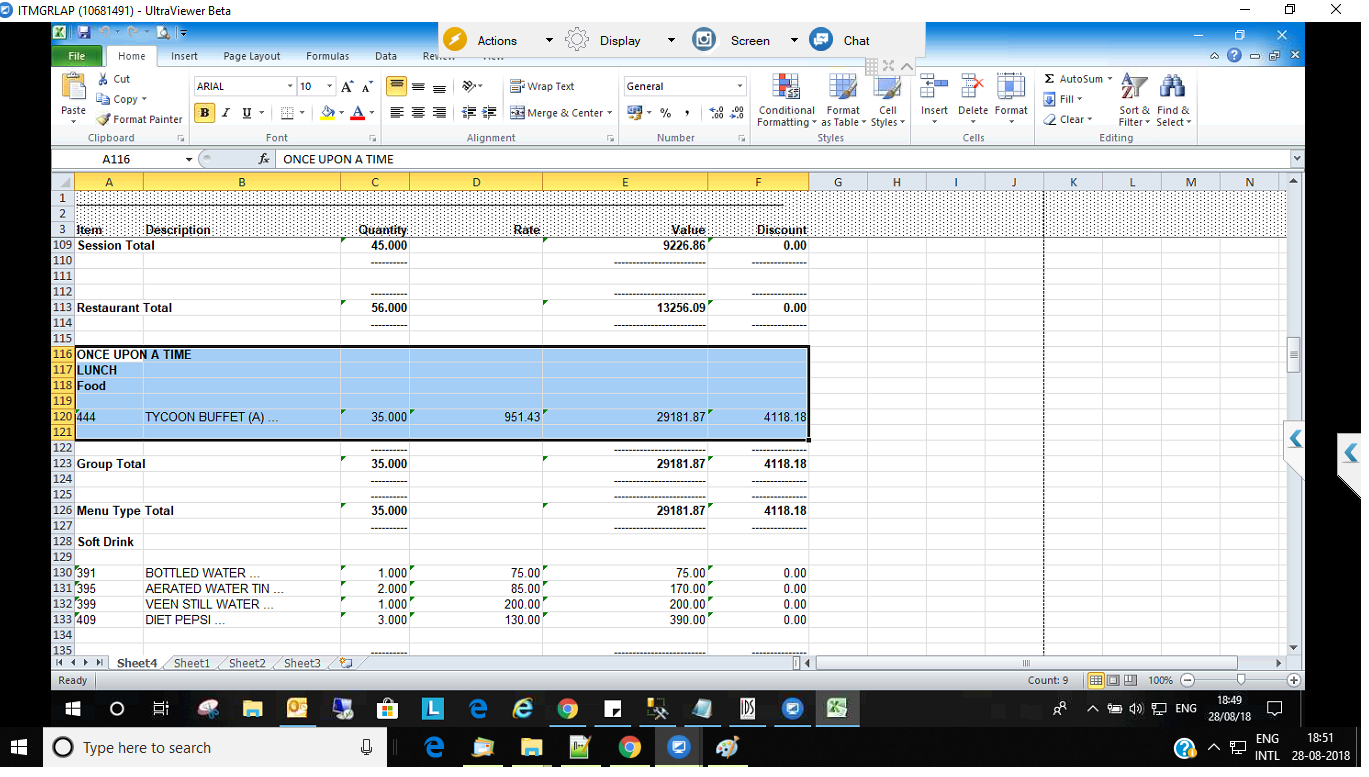 ITMGRLAP (10681491) - UltraViewer Beta
Actions Display Screen Chat
File Home Insert Page Layout Formulas Data
Paste Cut Copy Format Painter Clipboard
ARIAL 10 B I U A A A Font
Wrap Text Merge & Center Alignment
General % , Number
Conditional Formatting Format as Table Cell Styles Styles
Insert Delete Format Cells
Σ AutoSum Fill Clear Sort & Filter Find & Select Editing
A116 fx ONCE UPON A TIME
A B C D E F G H I J K L M N
1
2
3 Item Description Quantity Rate Value Discount
109 Session Total 45.000 9226.86 0.00
110 ---------- ------------------------- ---------------
111
112 ---------- ------------------------- ---------------
113 Restaurant Total 56.000 13256.09 0.00
114 ---------- ------------------------- ---------------
115
116 ONCE UPON A TIME
117 LUNCH
118 Food
119
120 444 TYCOON BUFFET (A) ... 35.000 951.43 29181.87 4118.18
121
122 ---------- ------------------------- ---------------
123 Group Total 35.000 29181.87 4118.18
124 ---------- ------------------------- ---------------
125 ---------- ------------------------- ---------------
126 Menu Type Total 35.000 29181.87 4118.18
127 ---------- ------------------------- ---------------
128 Soft Drink
129
130 391 BOTTLED WATER ... 1.000 75.00 75.00 0.00
131 395 AERATED WATER TIN ... 2.000 85.00 170.00 0.00
132 399 VEEN STILL WATER ... 1.000 200.00 200.00 0.00
133 409 DIET PEPSI ... 3.000 130.00 390.00 0.00
134
135 ---------- ------------------------- ---------------
Sheet4 Sheet1 Sheet2 Sheet3
Ready Count: 9 100%
L IDS ENG 18:49
28/08/18
Type here to search ENG 18:51
INTL 28-08-2018